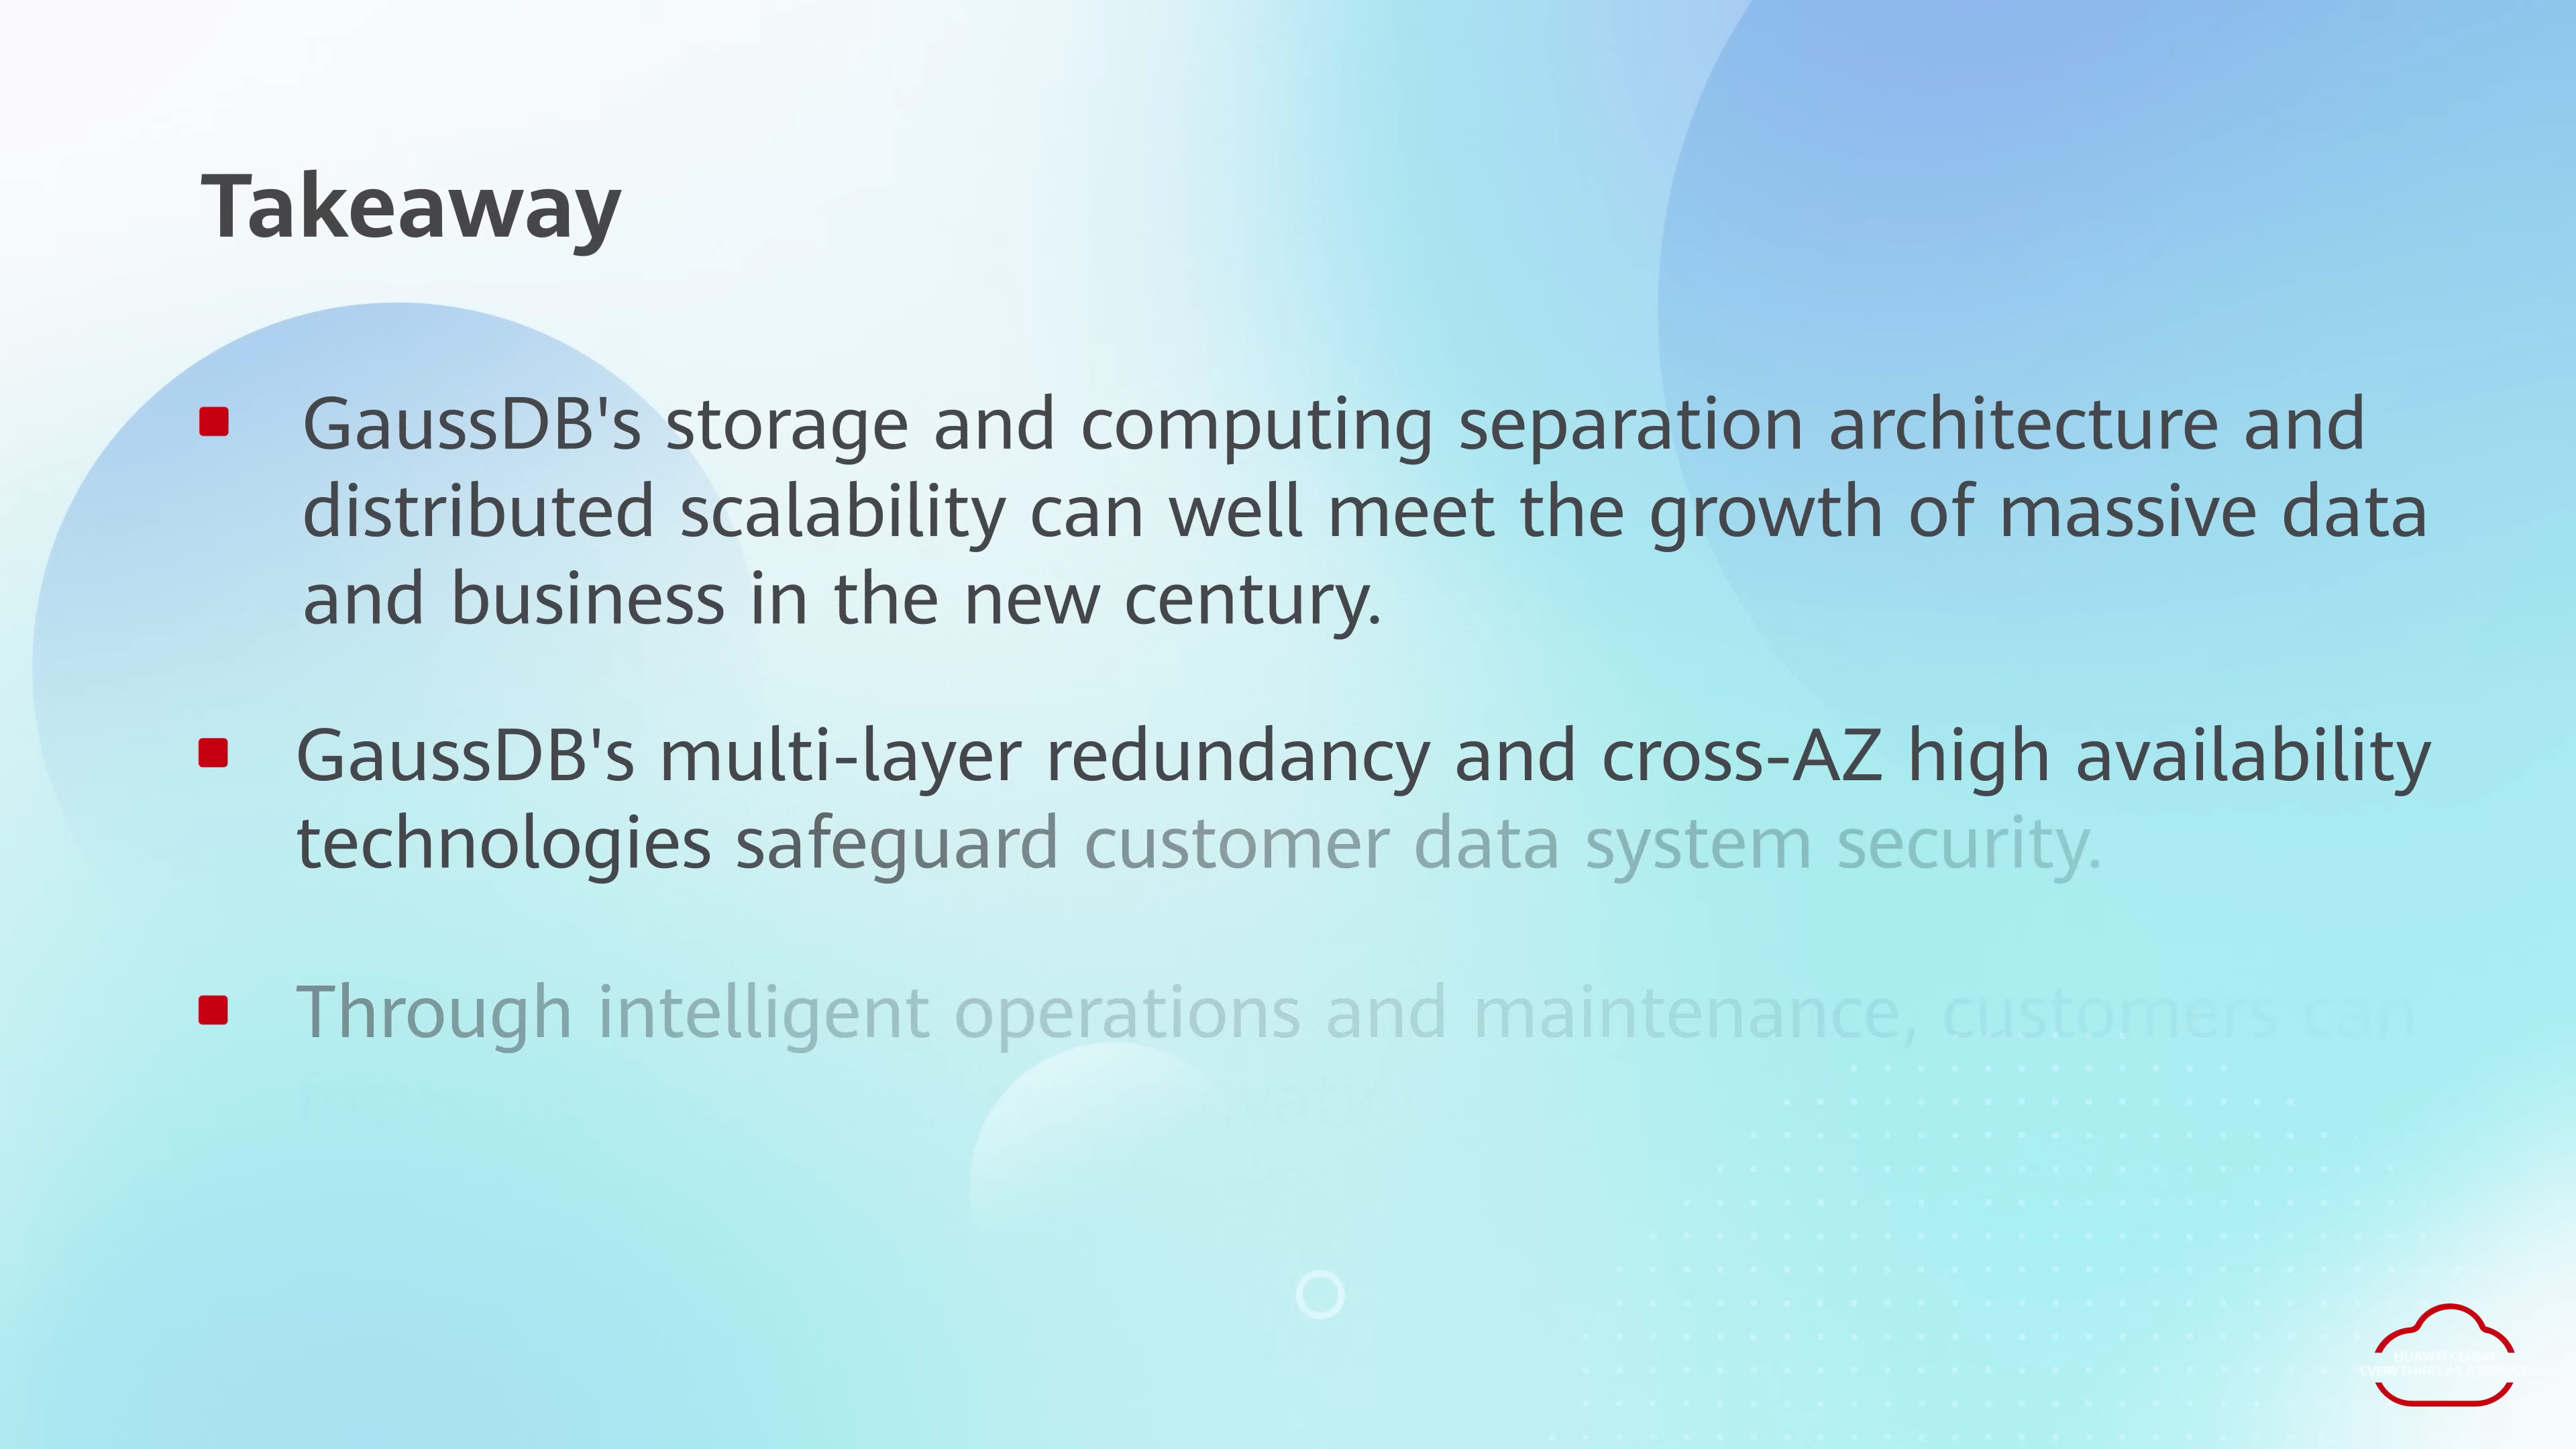 Takeaway
GaussDB's storage and computing separation architecture and
distributed scalability can well meet the growth of massive data
and business in the new century.
GaussDB's multi-layer redundancy and cross-AZ high availability
technologies safeguard customer data system security.
Through intelligent operations and maintenance, customers can